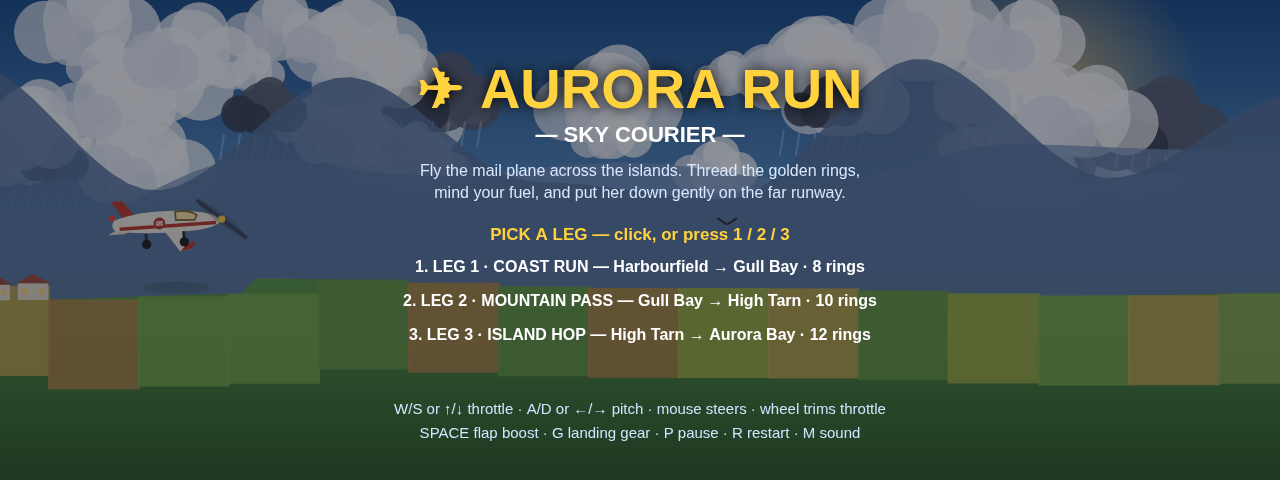 ✈ AURORA RUN
— SKY COURIER —
Fly the mail plane across the islands. Thread the golden rings,
mind your fuel, and put her down gently on the far runway.
PICK A LEG — click, or press 1 / 2 / 3
1. LEG 1 · COAST RUN — Harbourfield → Gull Bay · 8 rings
2. LEG 2 · MOUNTAIN PASS — Gull Bay → High Tarn · 10 rings
3. LEG 3 · ISLAND HOP — High Tarn → Aurora Bay · 12 rings
W/S or ↑/↓ throttle · A/D or ←/→ pitch · mouse steers · wheel trims throttle
SPACE flap boost · G landing gear · P pause · R restart · M sound